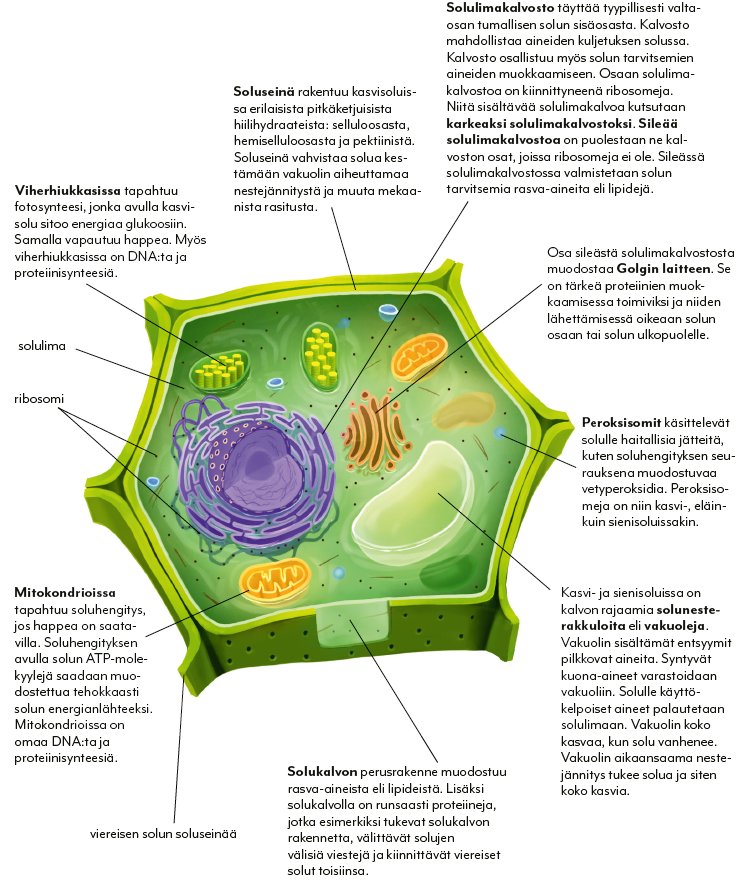 Solulimakalvosto täyttää tyypillisesti valta-
osan tumallisen solun sisäosasta. Kalvosto
mahdollistaa aineiden kuljetuksen solussa.
Kalvosto osallistuu myös solun tarvitsemien
aineiden muokkaamiseen. Osaan solulima-
kalvostoa on kiinnittyneenä ribosomeja.
Niitä sisältävää solulimakalvoa kutsutaan
karkeaksi solulimakalvostoksi. Sileää
solulimakalvostoa on puolestaan ne kal-
voston osat, joissa ribosomeja ei ole. Sileässä
solulimakalvostossa valmistetaan solun
tarvitsemia rasva-aineita eli lipidejä.
Soluseinä rakentuu kasvisoluis-
sa erilaisista pitkäketjuisista
hiilihydraateista: selluloosasta,
hemiselluloosasta ja pektiinistä.
Soluseinä vahvistaa solua kes-
tämään vakuolin aiheuttamaa
nestejännitystä ja muuta mekaa-
nista rasitusta.
Viherhiukkasissa tapahtuu
fotosynteesi, jonka avulla kasvi-
solu sitoo energiaa glukoosiin.
Samalla vapautuu happea. Myös
viherhiukkasissa on DNA:ta ja
proteiinisynteesiä.
Osa sileästä solulimakalvostosta
muodostaa Golgin laitteen. Se
on tärkeä proteiinien muok-
kaamisessa toimiviksi ja niiden
lähettämisessä oikeaan solun
osaan tai solun ulkopuolelle.
solulima
ribosomi
Peroksisomit käsittelevät
solulle haitallisia jätteitä,
kuten soluhengityksen seu-
rauksena muodostuvaa
vetyperoksidia. Peroksiso-
meja on niin kasvi-, eläin-
kuin sienisoluissakin.
Mitokondrioissa
tapahtuu soluhengitys,
jos happea on saata-
villa. Soluhengityksen
avulla solun ATP-mole-
kyylejä saadaan muo-
dostettua tehokkaasti
solun energianlähteeksi.
Mitokondrioissa on
omaa DNA:ta ja
proteiinisynteesiä.
Kasvi- ja sienisoluissa on
kalvon rajaamia soluneste-
rakkuloita eli vakuoleja.
Vakuolin sisältämät entsyymit
pilkkovat aineita. Syntyvät
kuona-aineet varastoidaan
vakuoliin. Solulle käyttö-
kelpoiset aineet palautetaan
solulimaan. Vakuolin koko
kasvaa, kun solu vanhenee.
Vakuolin aikaansaama neste-
jännitys tukee solua ja siten
koko kasvia.
Solukalvon perusrakenne muodostuu
rasva-aineista eli lipideistä. Lisäksi
solukalvolla on runsaasti proteiineja,
jotka esimerkiksi tukevat solukalvon
rakennetta, välittävät solujen
välisiä viestejä ja kiinnittävät viereiset
solut toisiinsa.
viereisen solun soluseinää